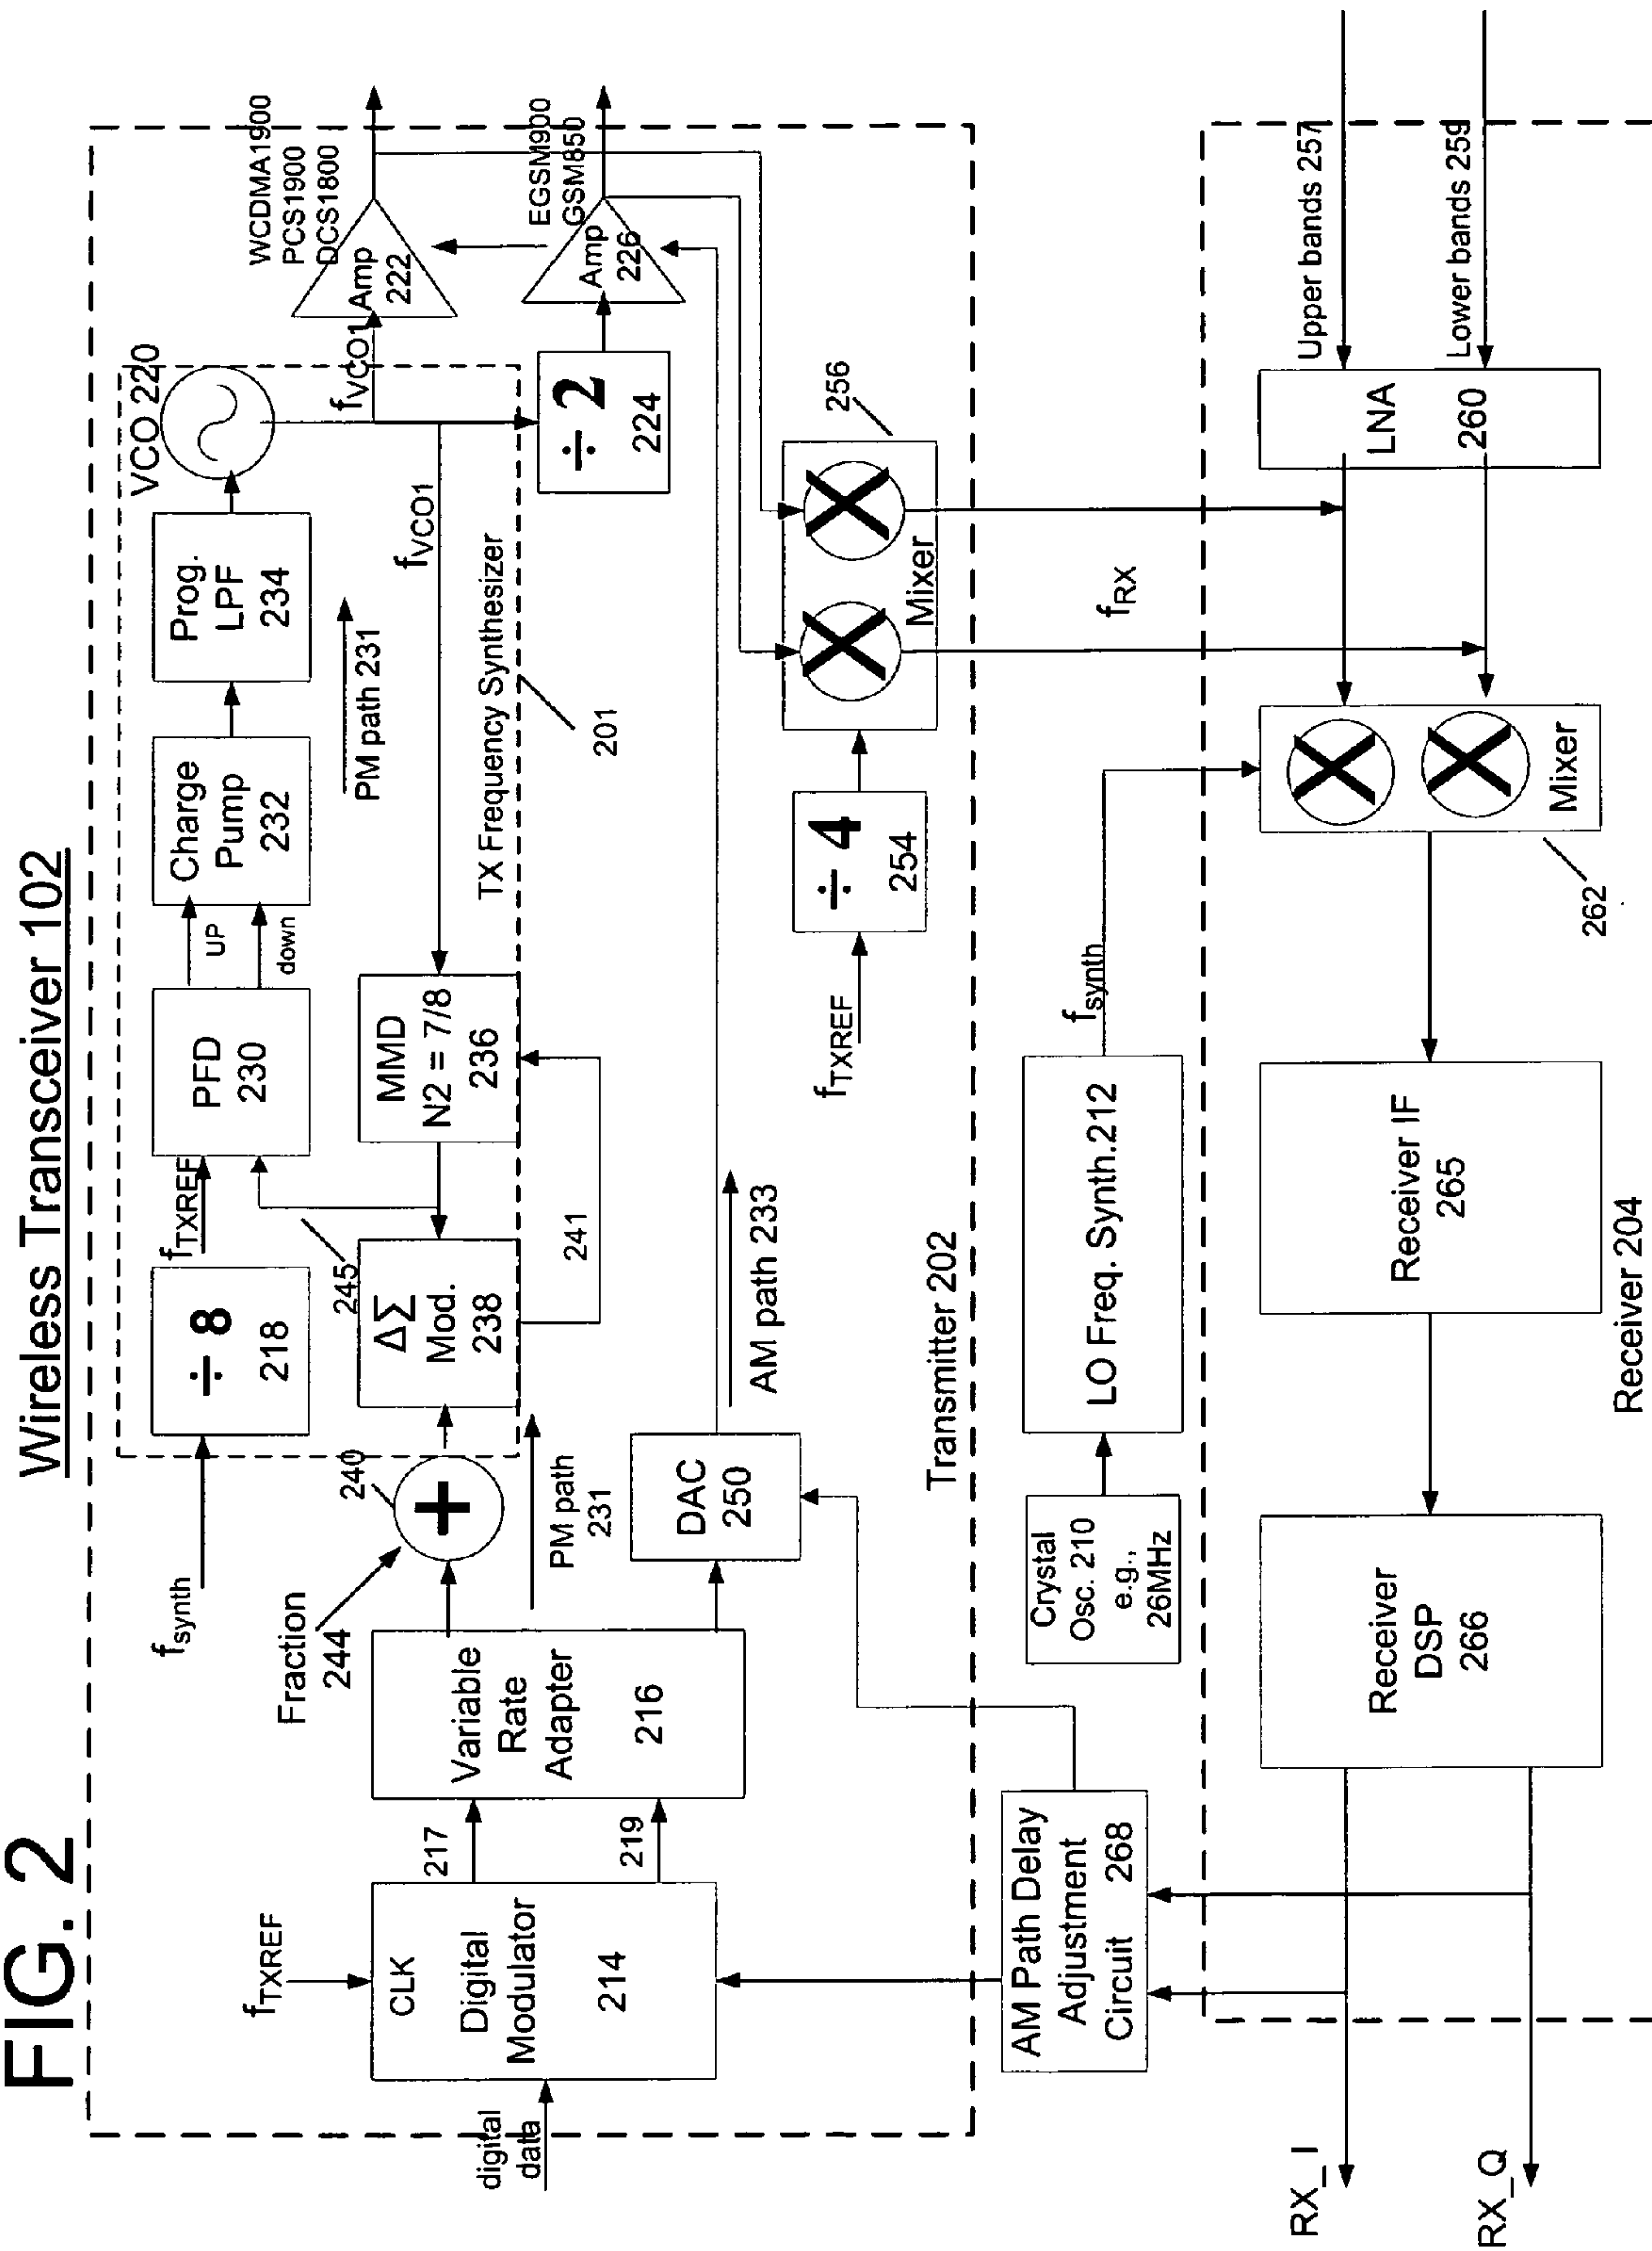 FIG. 2
Wireless Transceiver 102
VCO 220
WCDMA1900
PCS1900
DCS1800
fsynth
÷ 8
218
fTXREF
PFD
230
UP
down
Charge
Pump
232
Prog.
LPF
234
fVCO1
Amp
222
Fraction
244
240
+
245
PM path 231
fTXREF
CLK
Digital
Modulator
214
217
219
Variable
Rate
Adapter
216
ΔΣ
Mod.
238
MMD
N2 = 7/8
236
fVCO1
EGSM900
GSM850
Amp
226
digital
data
PM path
231
241
TX Frequency Synthesizer
201
÷ 2
224
DAC
250
AM path 233
256
Mixer
fTXREF
÷ 4
254
Transmitter 202
AM Path Delay
Adjustment
Circuit 268
Crystal
Osc. 210
e.g.,
26MHz
LO Freq. Synth.212
fsynth
fRX
Upper bands 257
Lower bands 259
RX_I
RX_Q
Receiver
DSP
266
Receiver IF
265
Mixer
262
LNA
260
Receiver 204